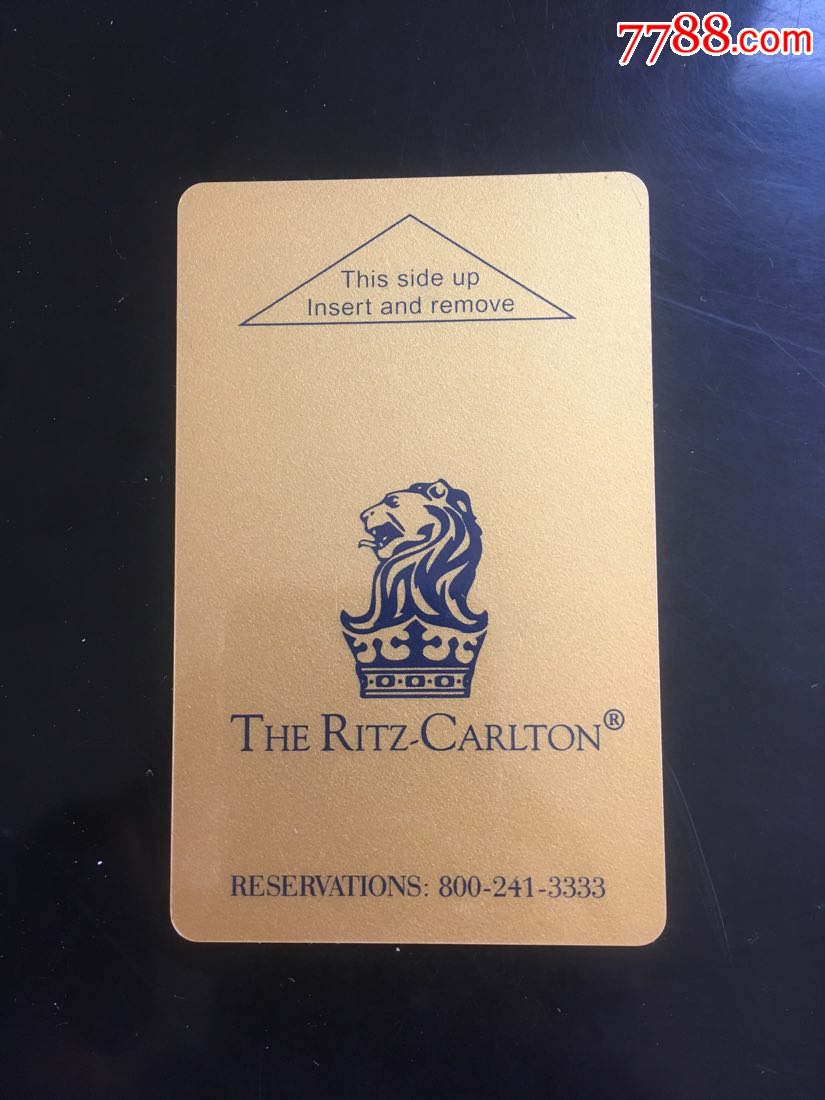 7788.com
This side up
Insert and remove
THE RITZ-CARLTON®
RESERVATIONS: 800-241-3333